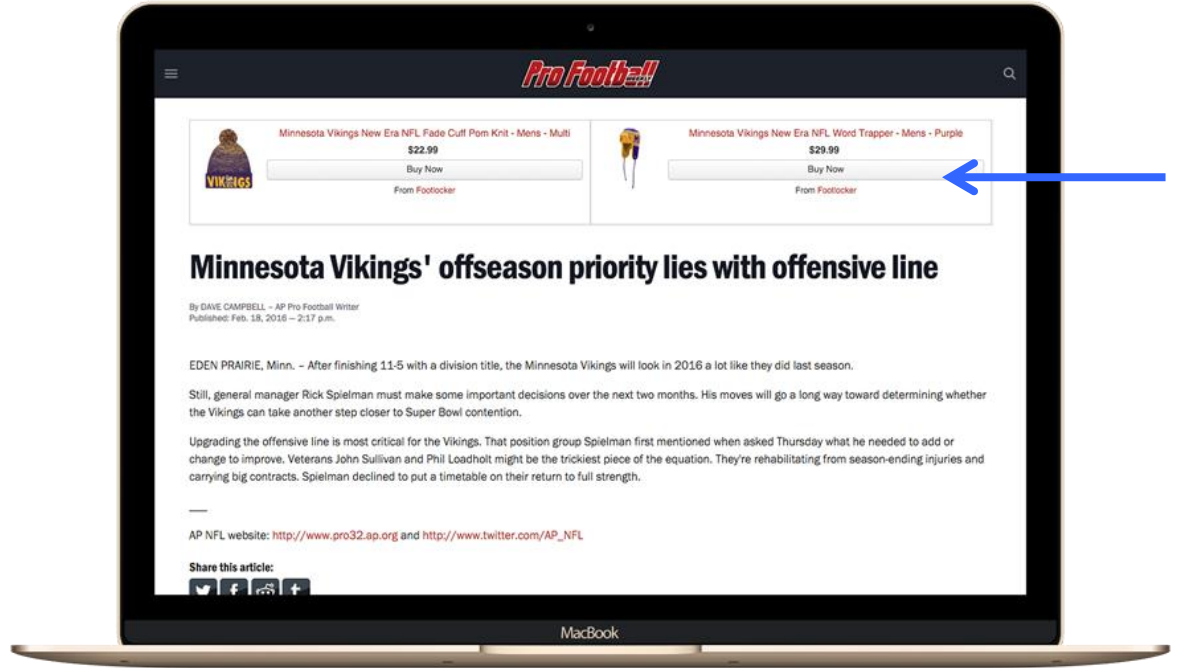 Pro Football
WEEKLY
Minnesota Vikings New Era NFL Fade Cuff Pom Knit - Mens - Multi
$22.99
Buy Now
From Footlocker
VIKINGS
Minnesota Vikings New Era NFL Word Trapper - Mens - Purple
$29.99
Buy Now
From Footlocker
Minnesota Vikings' offseason priority lies with offensive line
By DAVE CAMPBELL – AP Pro Football Writer
Published: Feb. 18, 2016 — 2:17 p.m.
EDEN PRAIRIE, Minn. – After finishing 11-5 with a division title, the Minnesota Vikings will look in 2016 a lot like they did last season.
Still, general manager Rick Spielman must make some important decisions over the next two months. His moves will go a long way toward determining whether
the Vikings can take another step closer to Super Bowl contention.
Upgrading the offensive line is most critical for the Vikings. That position group Spielman first mentioned when asked Thursday what he needed to add or
change to improve. Veterans John Sullivan and Phil Loadholt might be the trickiest piece of the equation. They're rehabilitating from season-ending injuries and
carrying big contracts. Spielman declined to put a timetable on their return to full strength.
AP NFL website: http://www.pro32.ap.org and http://www.twitter.com/AP_NFL
Share this article:
MacBook